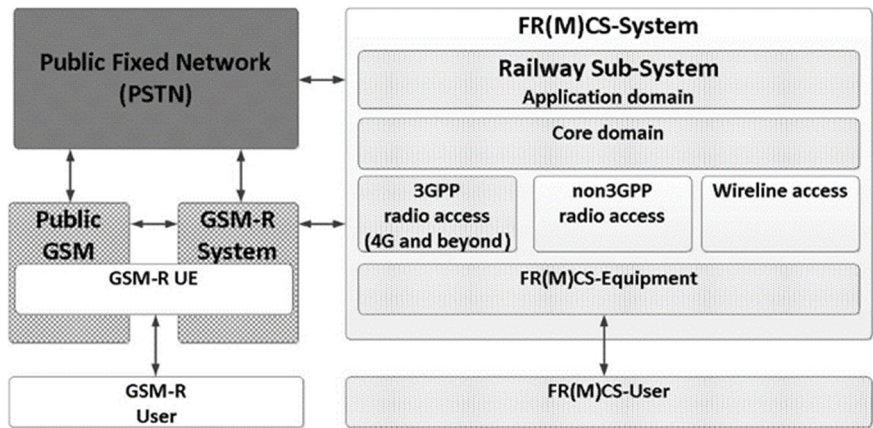 Public Fixed Network
(PSTN)
Public
GSM
GSM-R
System
GSM-R UE
GSM-R
User
FR(M)CS-System
Railway Sub-System
Application domain
Core domain
3GPP
radio access
(4G and beyond)
non3GPP
radio access
Wireline access
FR(M)CS-Equipment
FR(M)CS-User